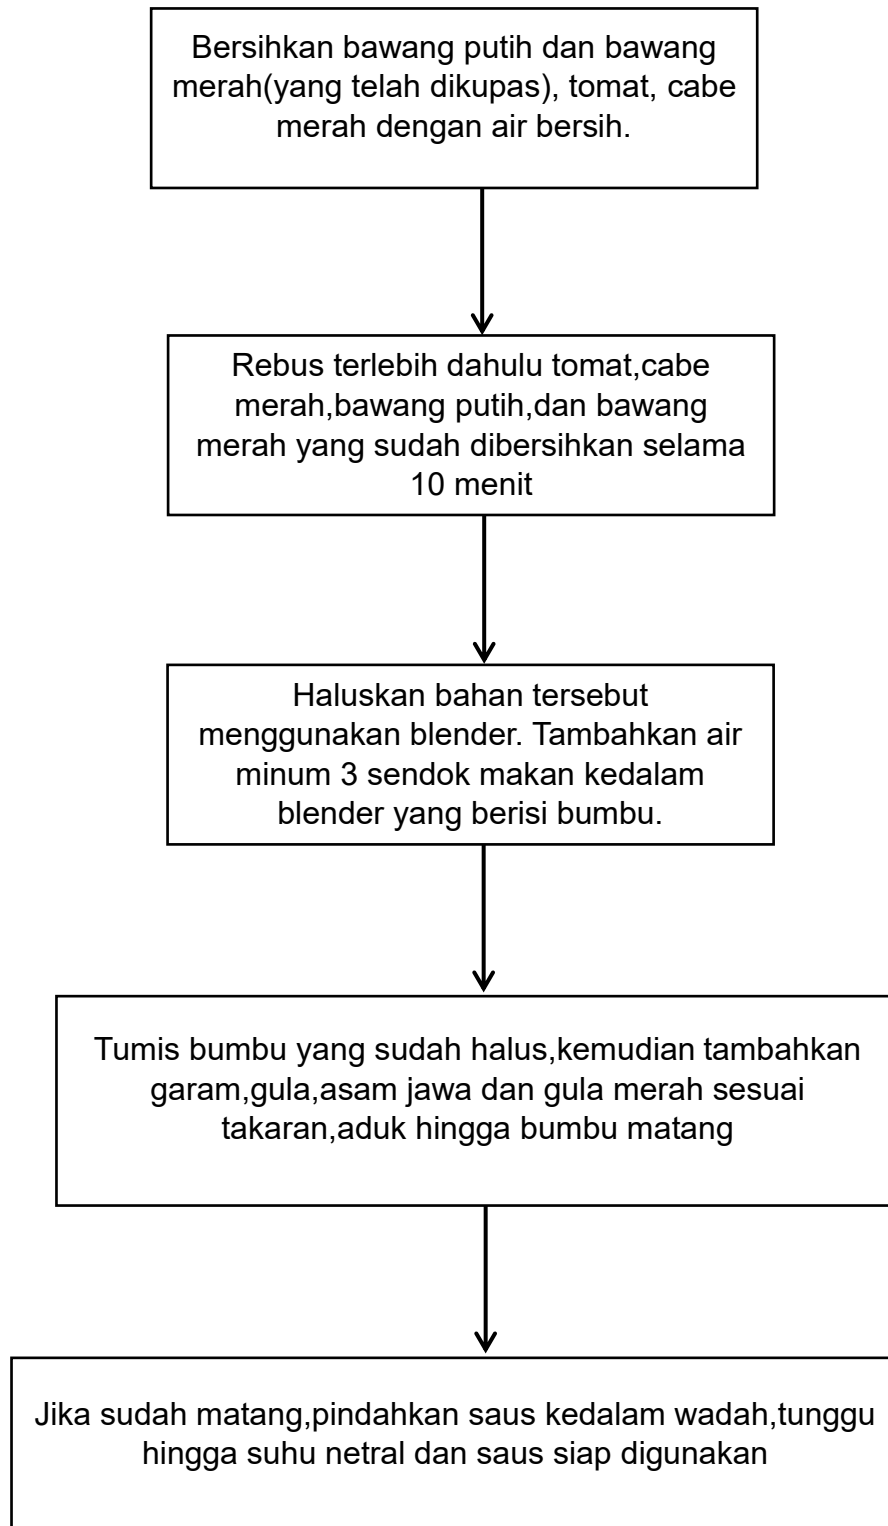 Bersihkan bawang putih dan bawang
merah(yang telah dikupas), tomat, cabe
merah dengan air bersih.
Rebus terlebih dahulu tomat,cabe
merah,bawang putih,dan bawang
merah yang sudah dibersihkan selama
10 menit
Haluskan bahan tersebut
menggunakan blender. Tambahkan air
minum 3 sendok makan kedalam
blender yang berisi bumbu.
Tumis bumbu yang sudah halus,kemudian tambahkan
garam,gula,asam jawa dan gula merah sesuai
takaran,aduk hingga bumbu matang
Jika sudah matang,pindahkan saus kedalam wadah,tunggu
hingga suhu netral dan saus siap digunakan